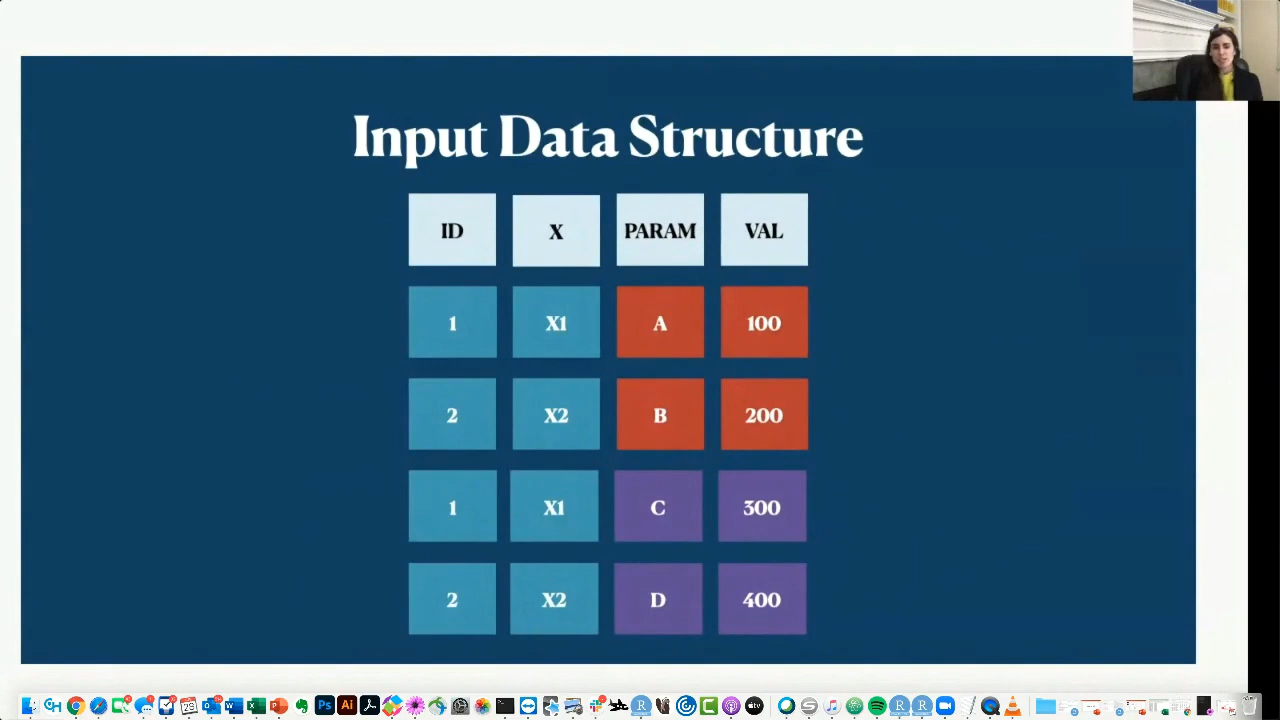 Input Data Structure
ID X PARAM VAL
1 X1 A 100
2 X2 B 200
1 X1 C 300
2 X2 D 400